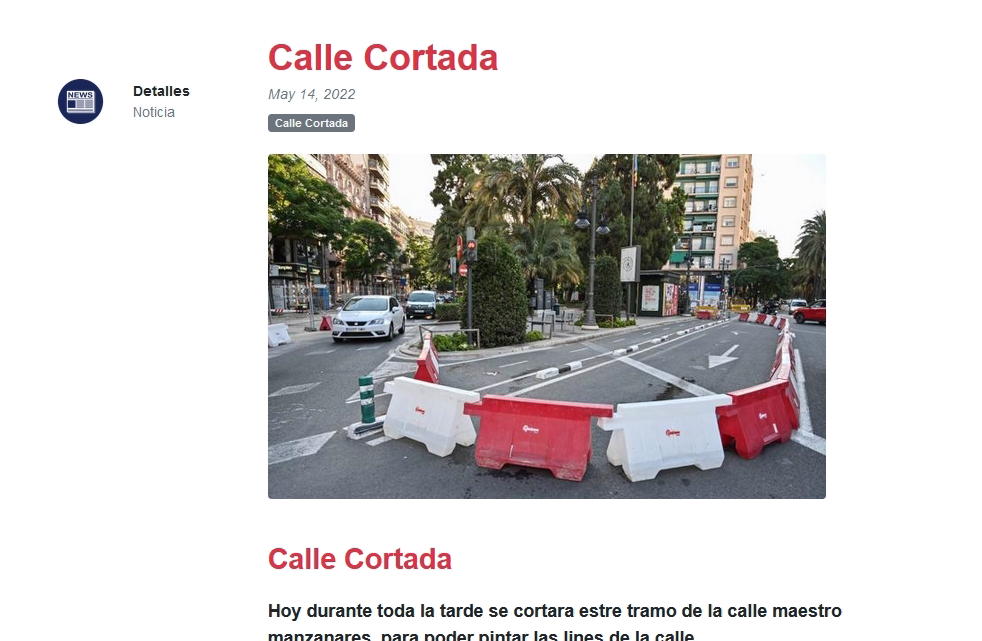 Calle Cortada
May 14, 2022
NEWS
Detalles
Noticia
Calle Cortada
Calle Cortada
Hoy durante toda la tarde se cortara estre tramo de la calle maestro
manzanares, para poder pintar las lines de la calle